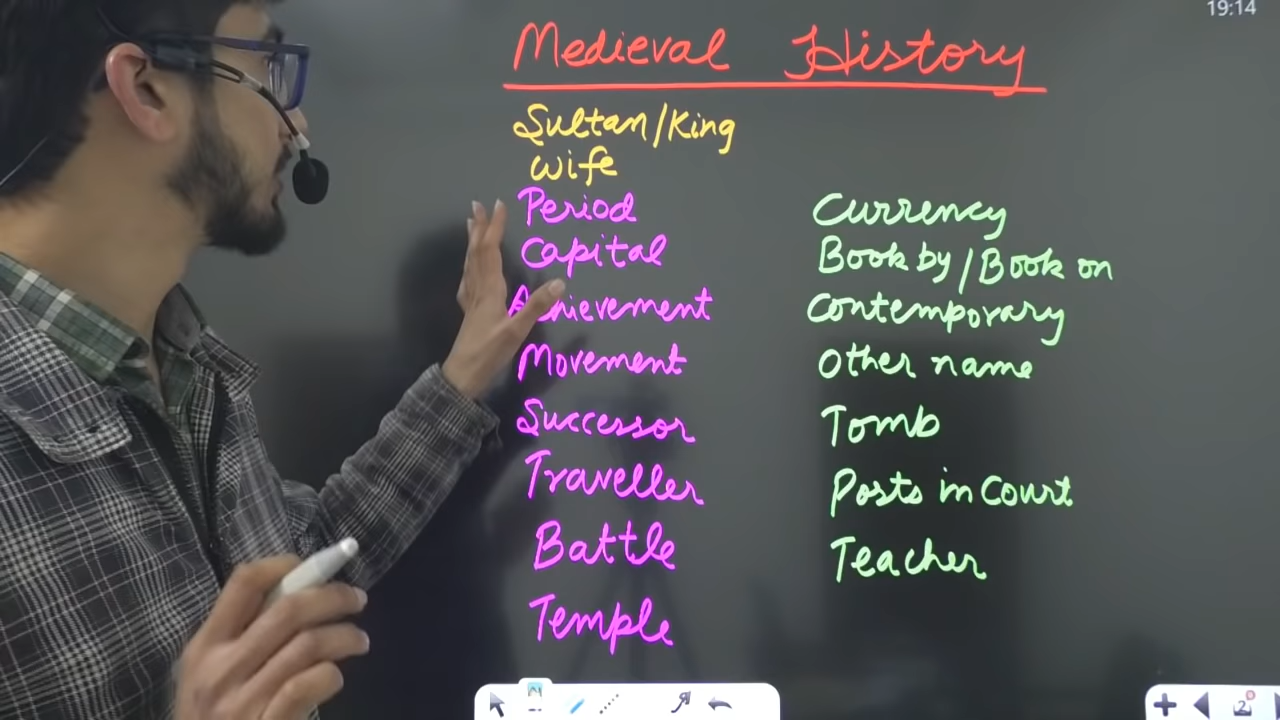 19:14
Medieval History
Sultan/King
Wife
Period
Capital
Achievement
Movement
Successor
Traveller
Battle
Temple
Currency
Book by/Book on
Contemporary
Other name
Tomb
Posts in Court
Teacher
2